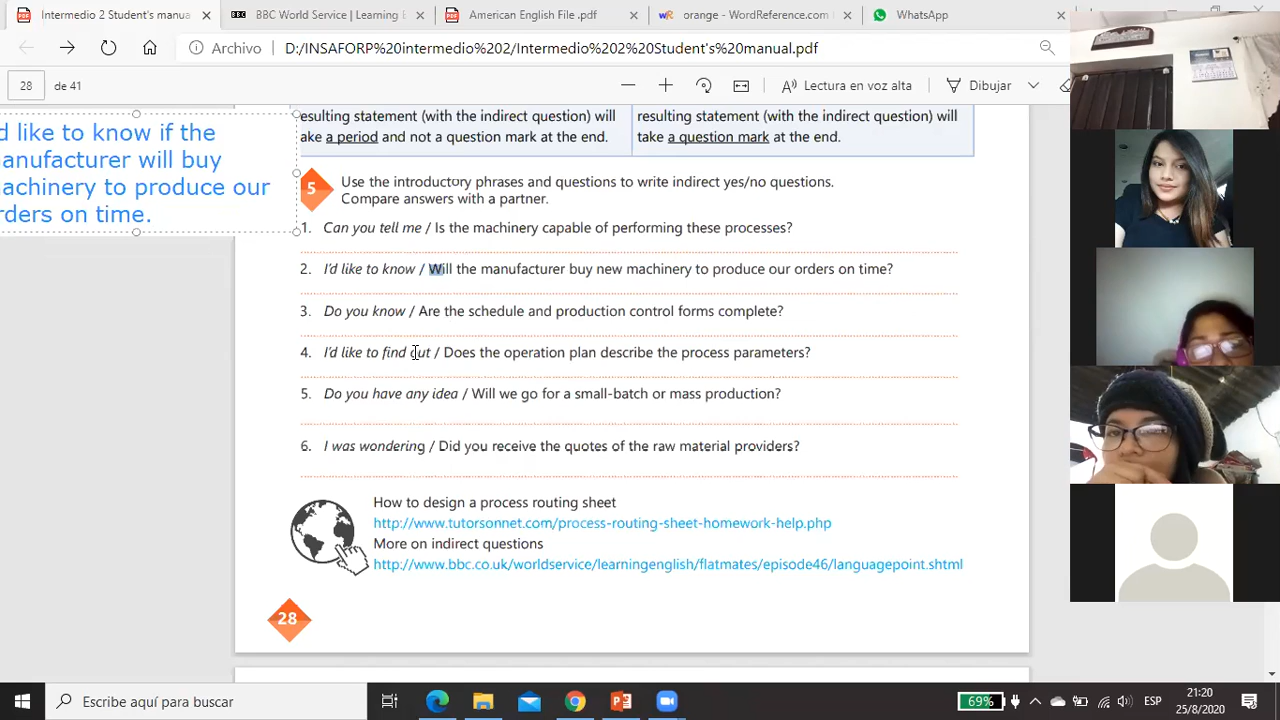 Intermedio 2 Student's manua
BBC World Service | Learning E
American English File .pdf
orange - WordReference.com
WhatsApp
Archivo
D:/INSAFORP%20intermedio%202/Intermedio%202%20Student's%20manual.pdf
28 de 41
Lectura en voz alta
Dibujar
resulting statement (with the indirect question) will
ake a period and not a question mark at the end.
resulting statement (with the indirect question) will
take a question mark at the end.
d like to know if the
anufacturer will buy
achinery to produce our
rders on time.
5
Use the introductory phrases and questions to write indirect yes/no questions.
Compare answers with a partner.
1. Can you tell me / Is the machinery capable of performing these processes?
2. I'd like to know / Will the manufacturer buy new machinery to produce our orders on time?
3. Do you know / Are the schedule and production control forms complete?
4. I'd like to find out / Does the operation plan describe the process parameters?
5. Do you have any idea / Will we go for a small-batch or mass production?
6. I was wondering / Did you receive the quotes of the raw material providers?
How to design a process routing sheet
http://www.tutorsonnet.com/process-routing-sheet-homework-help.php
More on indirect questions
http://www.bbc.co.uk/worldservice/learningenglish/flatmates/episode46/languagepoint.shtml
28
Escribe aquí para buscar
69%
ESP
21:20
25/8/2020